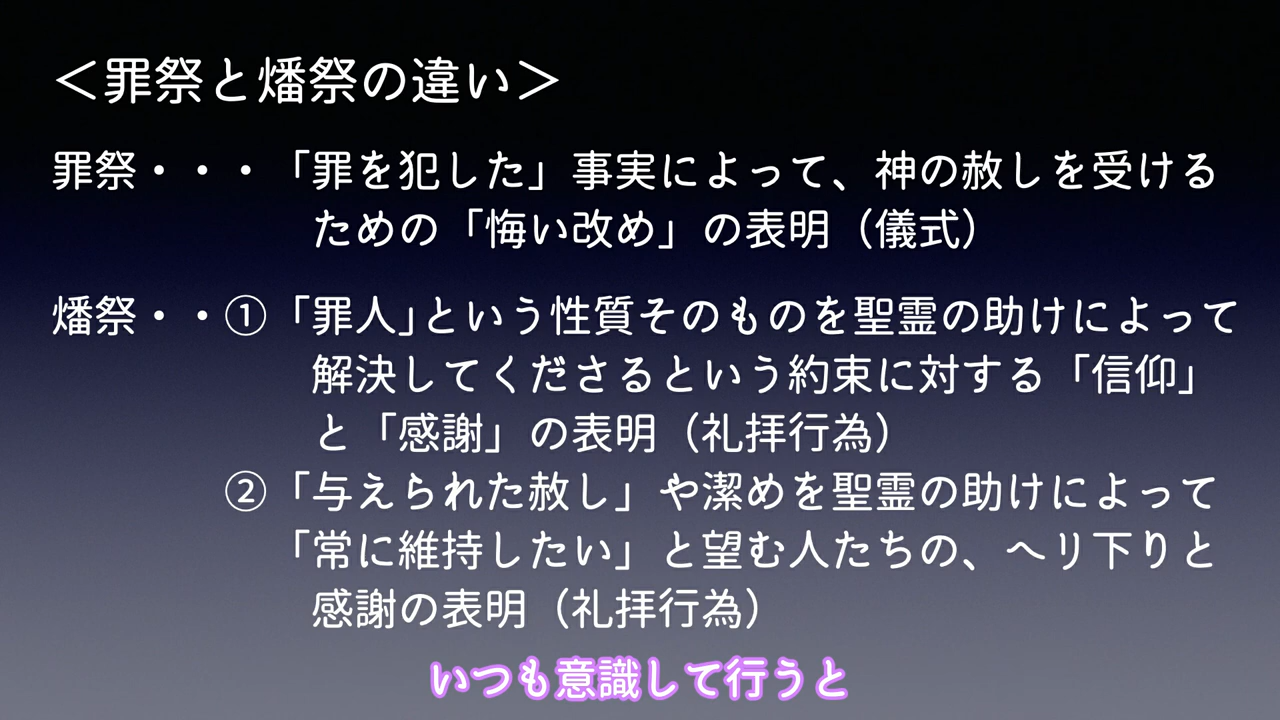 ＜罪祭と燔祭の違い＞
罪祭・・・「罪を犯した」事実によって、神の赦しを受ける
ための「悔い改め」の表明（儀式）
燔祭・・①「罪人」という性質そのものを聖霊の助けによって
解決してくださるという約束に対する「信仰」
と「感謝」の表明（礼拝行為）
②「与えられた赦し」や潔めを聖霊の助けによって
「常に維持したい」と望む人たちの、ヘリ下りと
感謝の表明（礼拝行為）
いつも意識して行うと